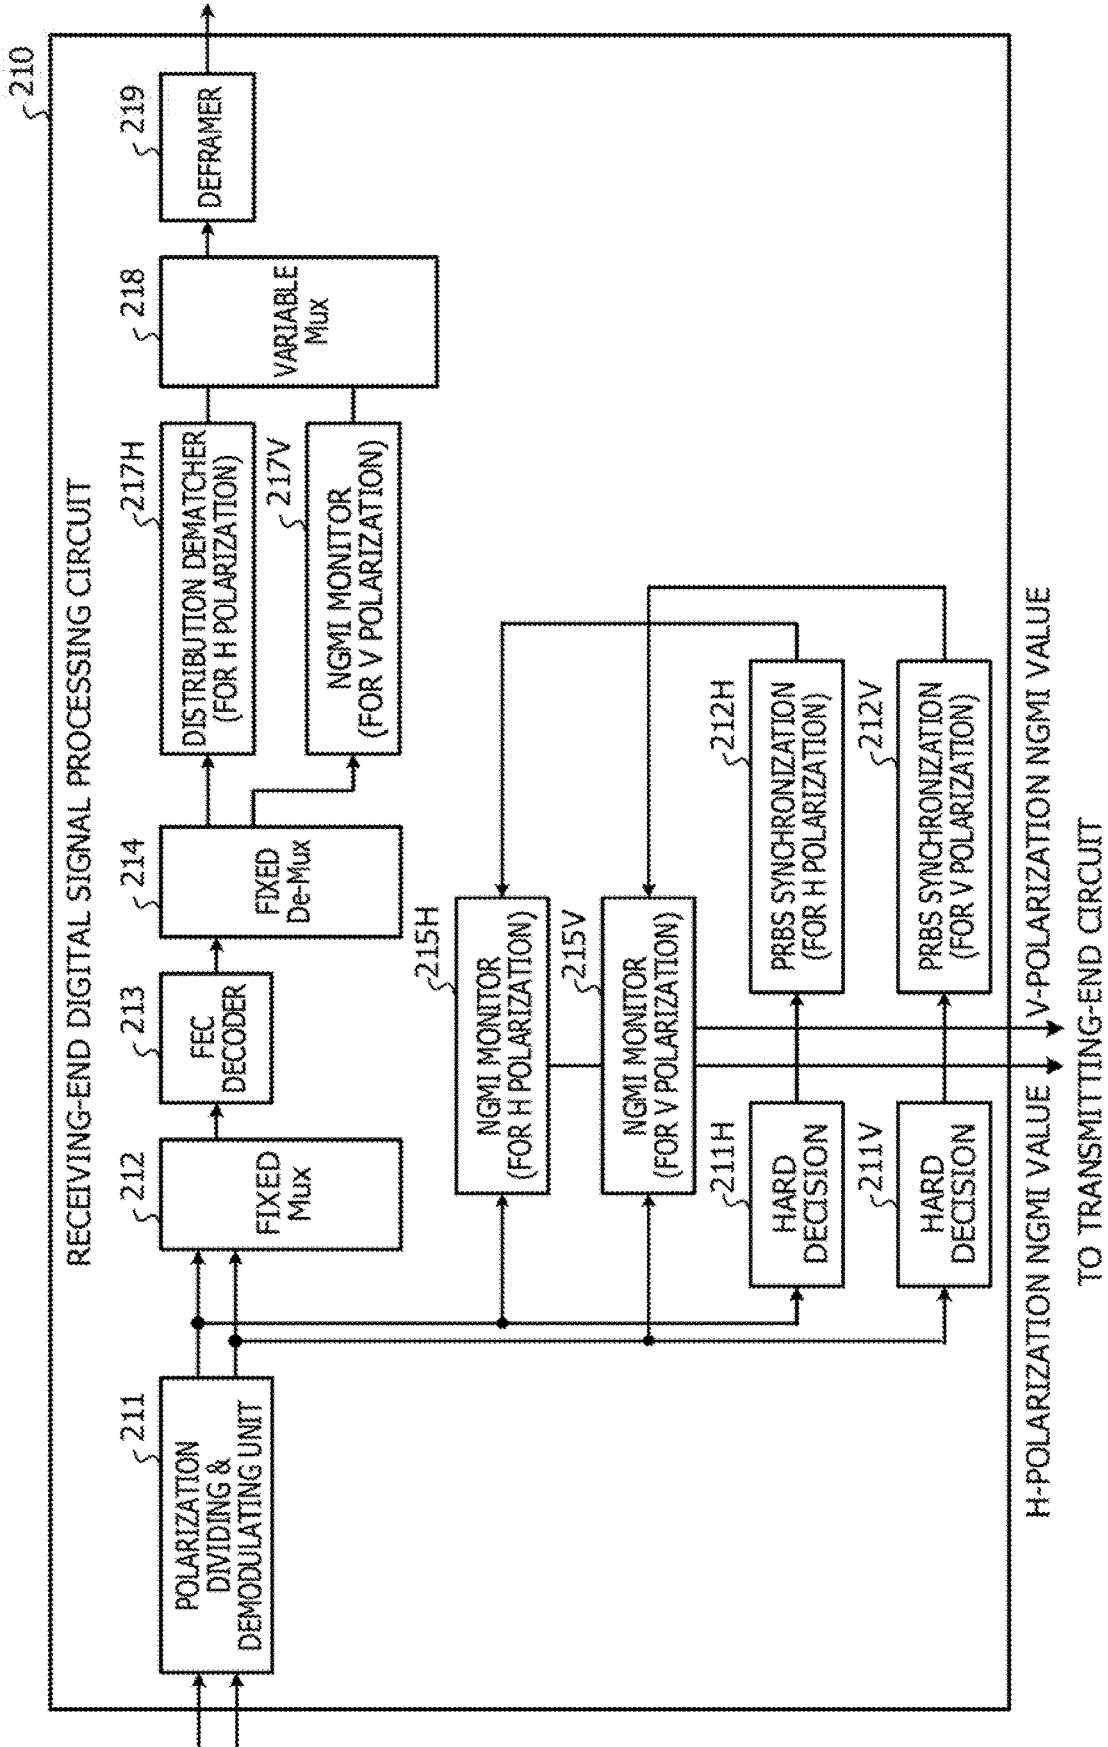 210
RECEIVING-END DIGITAL SIGNAL PROCESSING CIRCUIT
211
POLARIZATION
DIVIDING &
DEMODULATING UNIT
212
FIXED
Mux
213
FEC
DECODER
214
FIXED
De-Mux
217H
DISTRIBUTION DEMATCHER
(FOR H POLARIZATION)
217V
NGMI MONITOR
(FOR V POLARIZATION)
218
VARIABLE
Mux
219
DEFRAMER
215H
NGMI MONITOR
(FOR H POLARIZATION)
215V
NGMI MONITOR
(FOR V POLARIZATION)
211H
HARD
DECISION
212H
PRBS SYNCHRONIZATION
(FOR H POLARIZATION)
211V
HARD
DECISION
212V
PRBS SYNCHRONIZATION
(FOR V POLARIZATION)
H-POLARIZATION NGMI VALUE
V-POLARIZATION NGMI VALUE
TO TRANSMITTING-END CIRCUIT